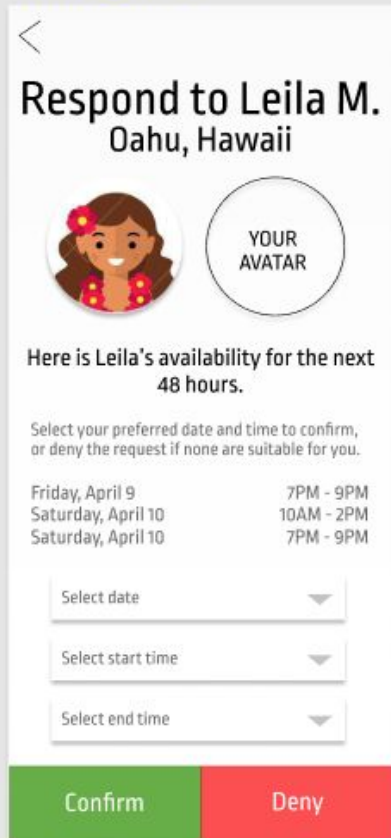 Respond to Leila M.
Oahu, Hawaii
YOUR
AVATAR
Here is Leila's availability for the next
48 hours.
Select your preferred date and time to confirm,
or deny the request if none are suitable for you.
Friday, April 9 7PM - 9PM
Saturday, April 10 10AM - 2PM
Saturday, April 10 7PM - 9PM
Select date
Select start time
Select end time
Confirm Deny